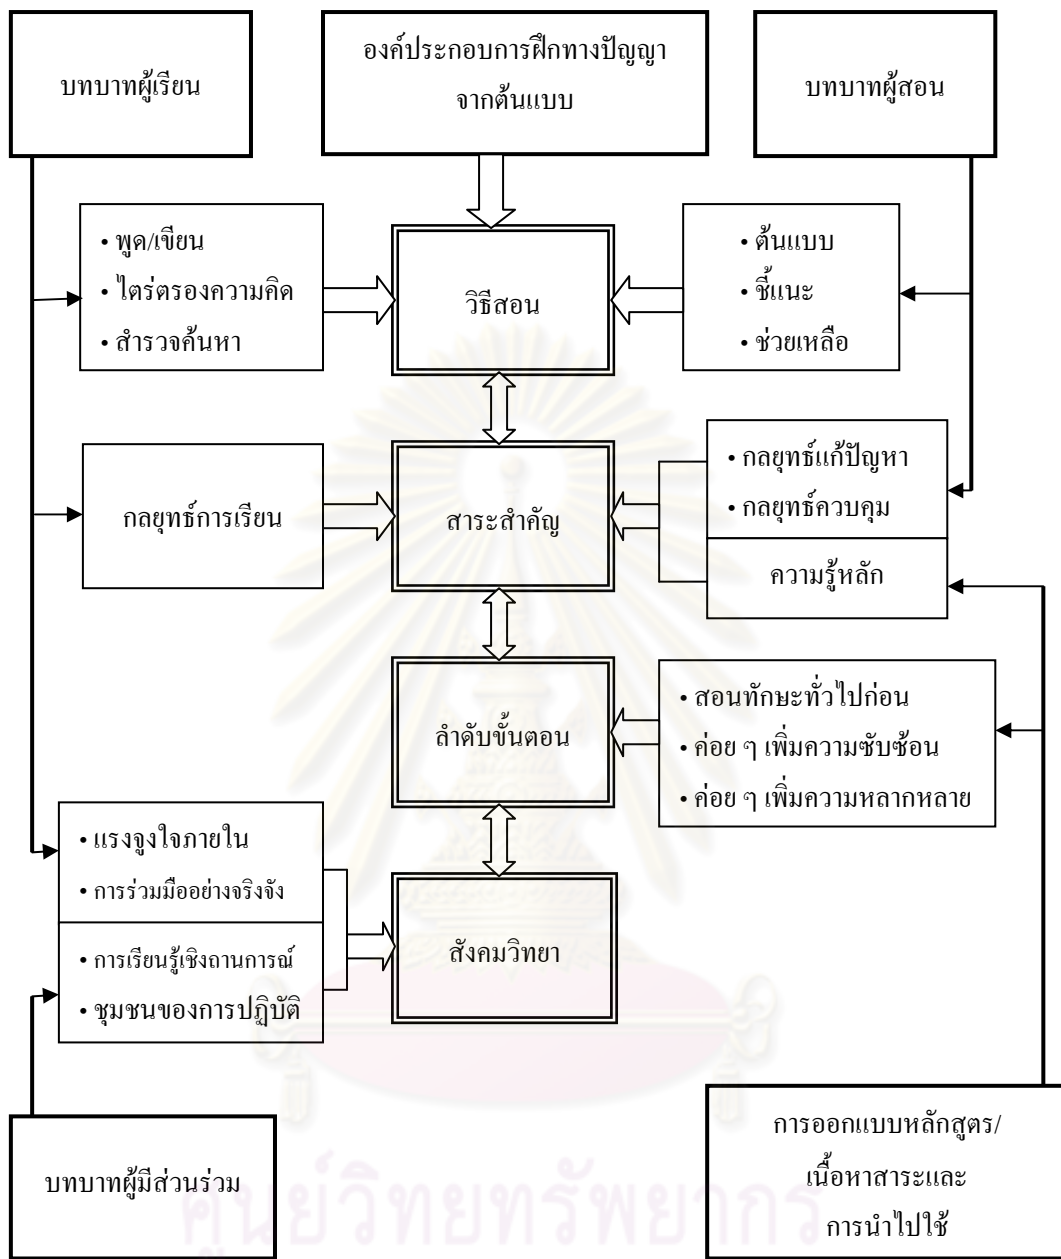 บทบาทผู้เรียน
องค์ประกอบการฝึกทางปัญญา
จากต้นแบบ
บทบาทผู้สอน
• พูด/เขียน
• ไตร่ตรองความคิด
• สำรวจค้นหา
วิธีสอน
• ต้นแบบ
• ชี้แนะ
• ช่วยเหลือ
กลยุทธ์การเรียน
สาระสำคัญ
• กลยุทธ์แก้ปัญหา
• กลยุทธ์ควบคุม
ความรู้หลัก
ลำดับขั้นตอน
• สอนทักษะทั่วไปก่อน
• ค่อย ๆ เพิ่มความซับซ้อน
• ค่อย ๆ เพิ่มความหลากหลาย
• แรงจูงใจภายใน
• การร่วมมืออย่างจริงจัง
• การเรียนรู้เชิงถานการณ์
• ชุมชนของการปฏิบัติ
สังคมวิทยา
บทบาทผู้มีส่วนร่วม
การออกแบบหลักสูตร/
เนื้อหาสาระและ
การนำไปใช้
ศูนย์วิทยทรัพยากร